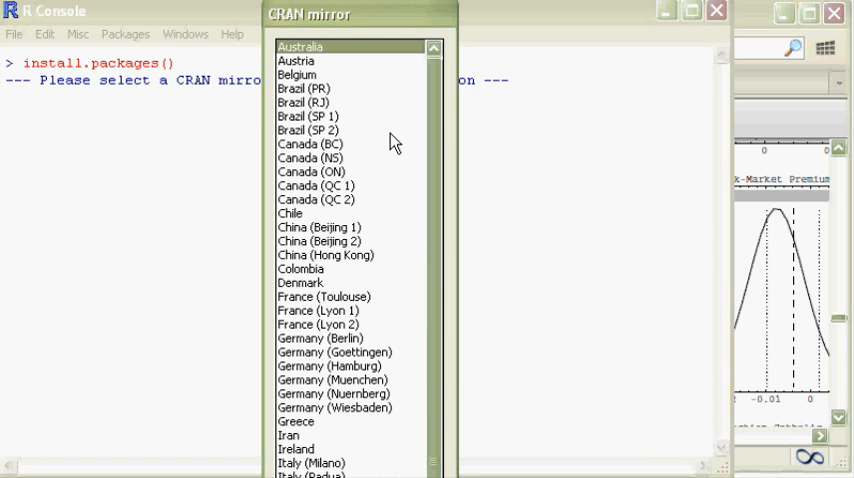 R Console
CRAN mirror
File Edit Misc Packages Windows Help
> install.packages()
--- Please select a CRAN mirro
on ---
Australia
Austria
Belgium
Brazil (PR)
Brazil (RJ)
Brazil (SP 1)
Brazil (SP 2)
Canada (BC)
Canada (NS)
Canada (ON)
Canada (QC 1)
Canada (QC 2)
Chile
China (Beijing 1)
China (Beijing 2)
China (Hong Kong)
Colombia
Denmark
France (Toulouse)
France (Lyon 1)
France (Lyon 2)
Germany (Berlin)
Germany (Goettingen)
Germany (Hamburg)
Germany (Muenchen)
Germany (Nuernberg)
Germany (Wiesbaden)
Greece
Iran
Ireland
Italy (Milano)
Italy (Padua)
0 0
k-Market Premium
-0.01 0